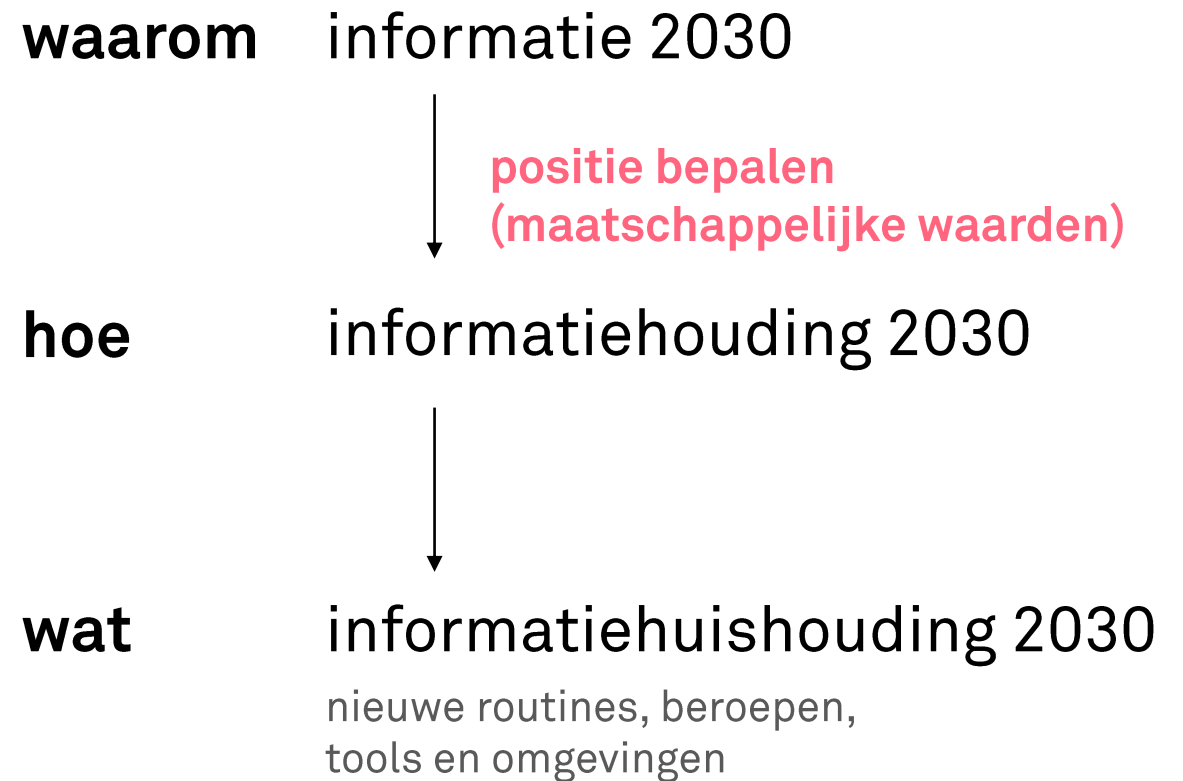 waarom informatie 2030
positie bepalen
(maatschappelijke waarden)
hoe informatiehouding 2030
wat informatiehuishouding 2030
nieuwe routines, beroepen,
tools en omgevingen